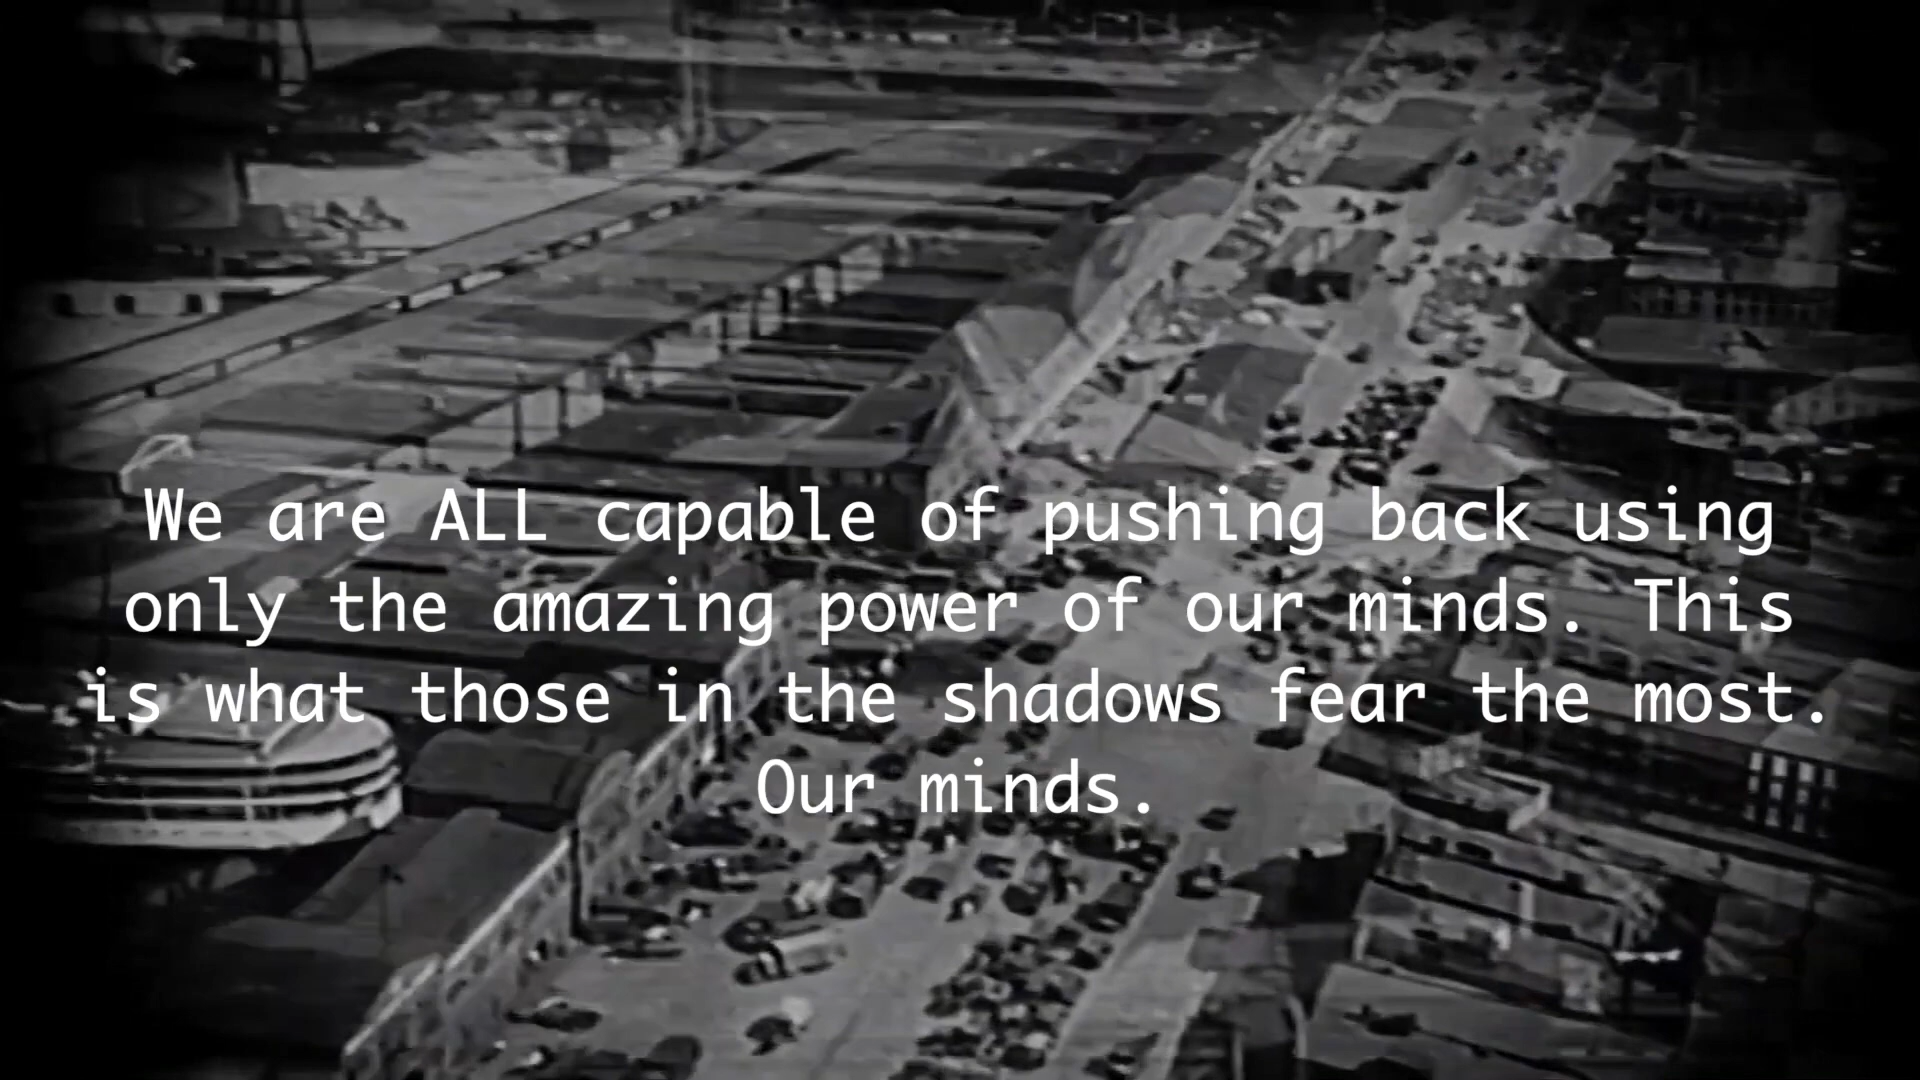 We are ALL capable of pushing back using
only the amazing power of our minds. This
is what those in the shadows fear the most.
Our minds.